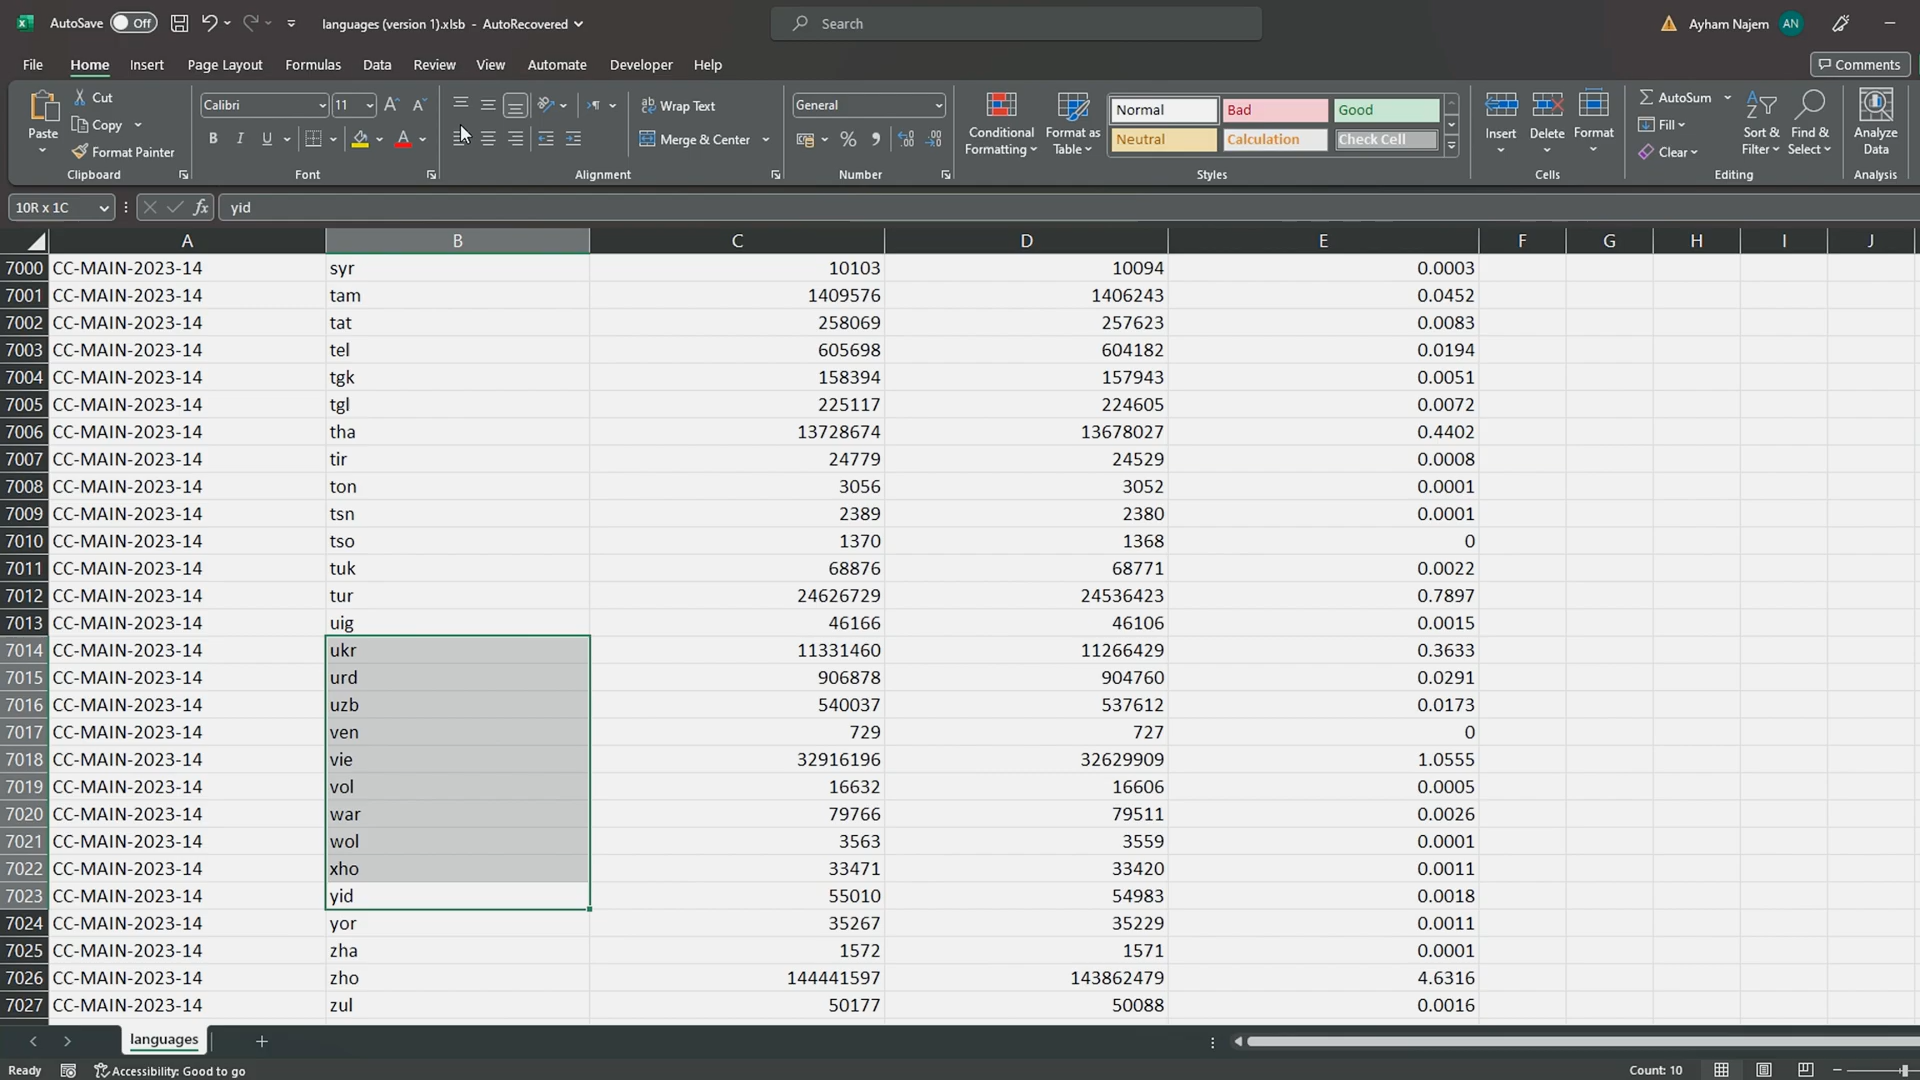 AutoSave Off languages (version 1).xlsb - AutoRecovered Search Ayham Najem AN
File Home Insert Page Layout Formulas Data Review View Automate Developer Help Comments
Paste Cut Copy Format Painter Clipboard
Calibri 11 B I U A Font
Wrap Text Merge & Center Alignment
General % Number
Conditional Formatting Format as Table Normal Bad Good Neutral Calculation Check Cell Styles
Insert Delete Format Cells
AutoSum Fill Clear Sort & Filter Find & Select Editing
Analyze Data Analysis
10R x 1C fx yid
A B C D E F G H I J
7000 CC-MAIN-2023-14 syr 10103 10094 0.0003
7001 CC-MAIN-2023-14 tam 1409576 1406243 0.0452
7002 CC-MAIN-2023-14 tat 258069 257623 0.0083
7003 CC-MAIN-2023-14 tel 605698 604182 0.0194
7004 CC-MAIN-2023-14 tgk 158394 157943 0.0051
7005 CC-MAIN-2023-14 tgl 225117 224605 0.0072
7006 CC-MAIN-2023-14 tha 13728674 13678027 0.4402
7007 CC-MAIN-2023-14 tir 24779 24529 0.0008
7008 CC-MAIN-2023-14 ton 3056 3052 0.0001
7009 CC-MAIN-2023-14 tsn 2389 2380 0.0001
7010 CC-MAIN-2023-14 tso 1370 1368 0
7011 CC-MAIN-2023-14 tuk 68876 68771 0.0022
7012 CC-MAIN-2023-14 tur 24626729 24536423 0.7897
7013 CC-MAIN-2023-14 uig 46166 46106 0.0015
7014 CC-MAIN-2023-14 ukr 11331460 11266429 0.3633
7015 CC-MAIN-2023-14 urd 906878 904760 0.0291
7016 CC-MAIN-2023-14 uzb 540037 537612 0.0173
7017 CC-MAIN-2023-14 ven 729 727 0
7018 CC-MAIN-2023-14 vie 32916196 32629909 1.0555
7019 CC-MAIN-2023-14 vol 16632 16606 0.0005
7020 CC-MAIN-2023-14 war 79766 79511 0.0026
7021 CC-MAIN-2023-14 wol 3563 3559 0.0001
7022 CC-MAIN-2023-14 xho 33471 33420 0.0011
7023 CC-MAIN-2023-14 yid 55010 54983 0.0018
7024 CC-MAIN-2023-14 yor 35267 35229 0.0011
7025 CC-MAIN-2023-14 zha 1572 1571 0.0001
7026 CC-MAIN-2023-14 zho 144441597 143862479 4.6316
7027 CC-MAIN-2023-14 zul 50177 50088 0.0016
languages
Ready Accessibility: Good to go Count: 10